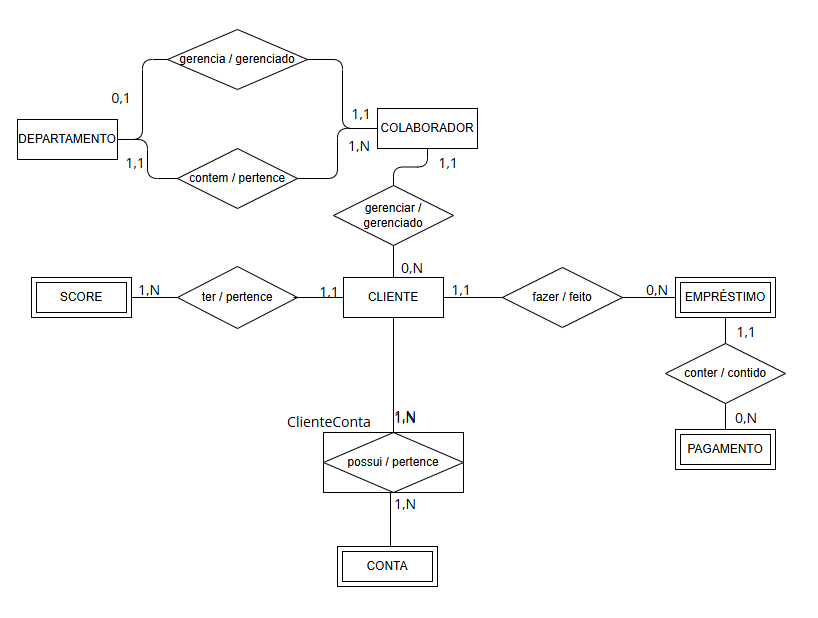 gerencia / gerenciado
0,1
1,1
DEPARTAMENTO
COLABORADOR
1,N
1,1
1,1
contem / pertence
gerenciar /
gerenciado
0,N
SCORE
1,N
ter / pertence
1,1
CLIENTE
1,1
fazer / feito
0,N
EMPRÉSTIMO
1,1
conter / contido
0,N
PAGAMENTO
ClienteConta
1,N
possui / pertence
1,N
CONTA